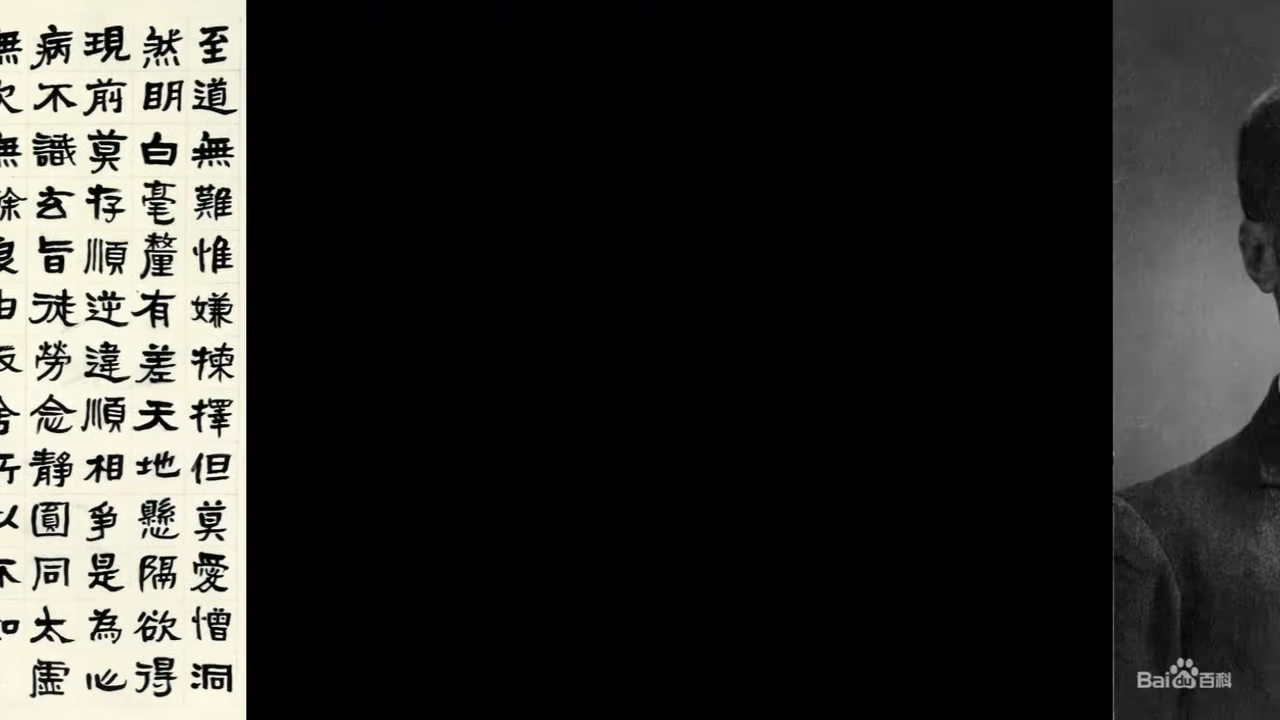 至道無難惟嫌揀擇但莫愛憎洞
然明白毫釐有差天地懸隔欲得
現前莫存順逆違順相爭是為心
病不識玄旨徒勞念靜圓同太虛
Baidu百科